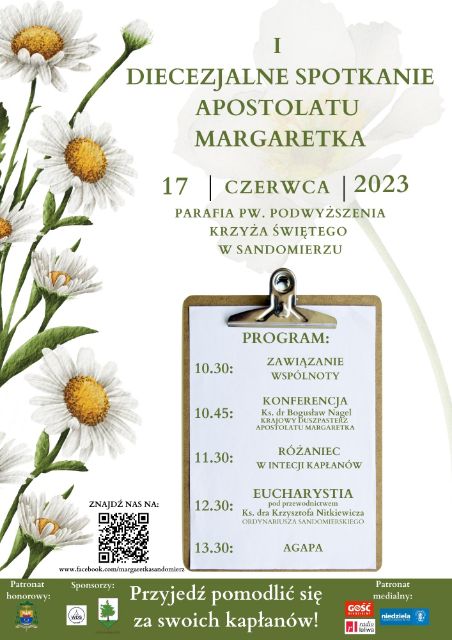 I
DIECEZJALNE SPOTKANIE
APOSTOLATU
MARGARETKA
17 | CZERWCA | 2023
PARAFIA PW. PODWYŻSZENIA
KRZYŻA ŚWIĘTEGO
W SANDOMIERZU
PROGRAM:
10.30: ZAWIĄZANIE
WSPÓLNOTY
10.45: KONFERENCJA
Ks. dr Bogusław Nagel
KRAJOWY DUSZPASTERZ
APOSTOLATU MARGARETKA
11.30: RÓŻANIEC
W INTECJI KAPŁANÓW
12.30: EUCHARYSTIA
pod przewodnictwem
Ks. dra Krzysztofa Nitkiewicza
ORDYNARIUSZA SANDOMIERSKIEGO
13.30: AGAPA
ZNAJDŹ NAS NA:
www.facebook.com/margaretkasandomierz
Patronat
honorowy:
Sponsorzy:
Przyjedź pomodlić się
za swoich kapłanów!
Patronat
medialny:
GOŚĆ
niedziela
radio